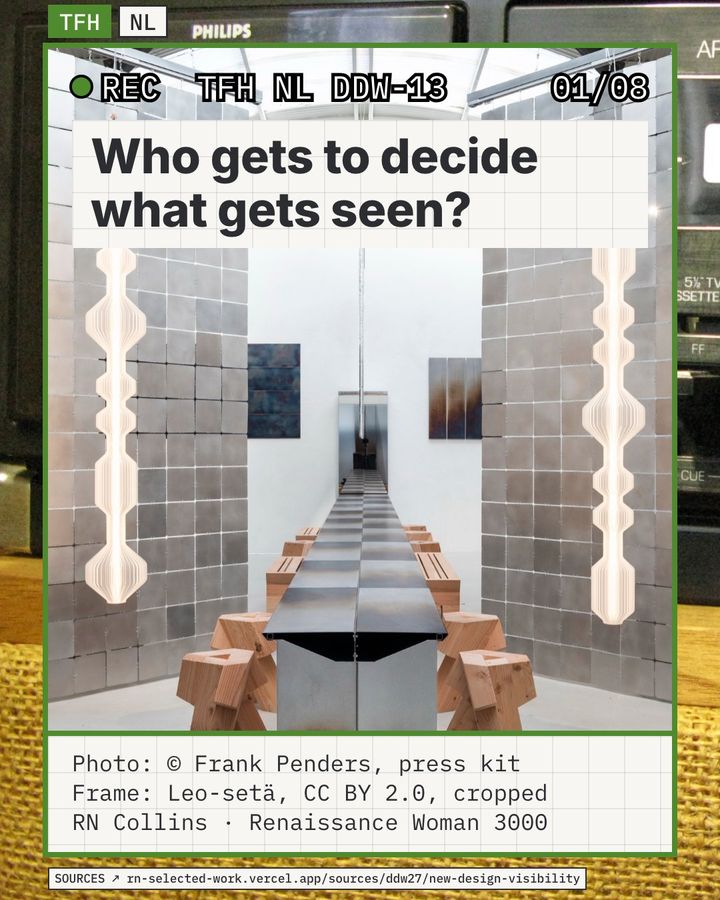 TFH NL
PHILIPS
REC TFH NL DDW-13 01/08
Who gets to decide
what gets seen?
5¼" TV
FF
CUE
Photo: © Frank Penders, press kit
Frame: Leo-setä, CC BY 2.0, cropped
RN Collins · Renaissance Woman 3000
SOURCES ↗ rn-selected-work.vercel.app/sources/ddw27/new-design-visibility